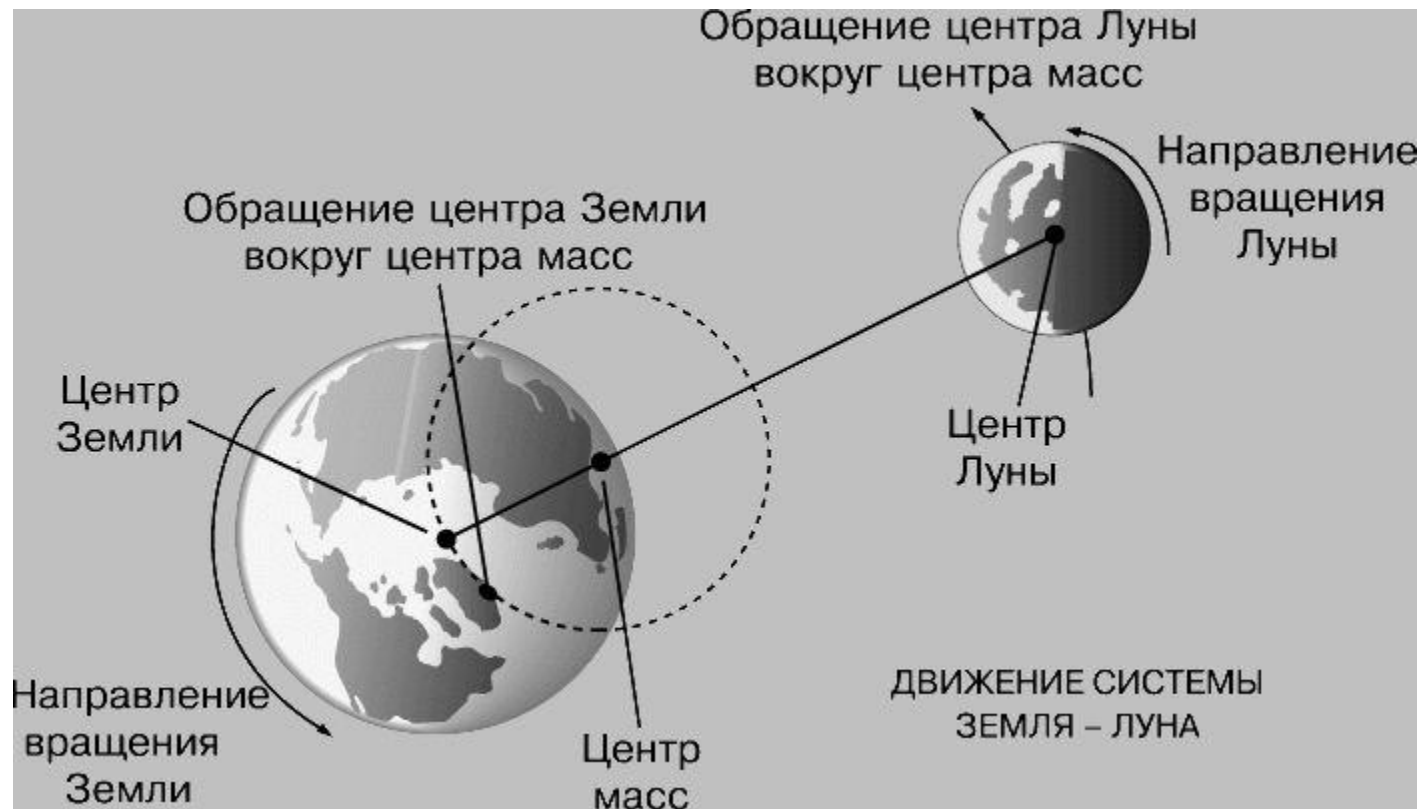 Обращение центра Луны
вокруг центра масс
Направление
вращения
Луны
Обращение центра Земли
вокруг центра масс
Центр
Земли
Центр
Луны
Направление
вращения
Земли
Центр
масс
ДВИЖЕНИЕ СИСТЕМЫ
ЗЕМЛЯ – ЛУНА